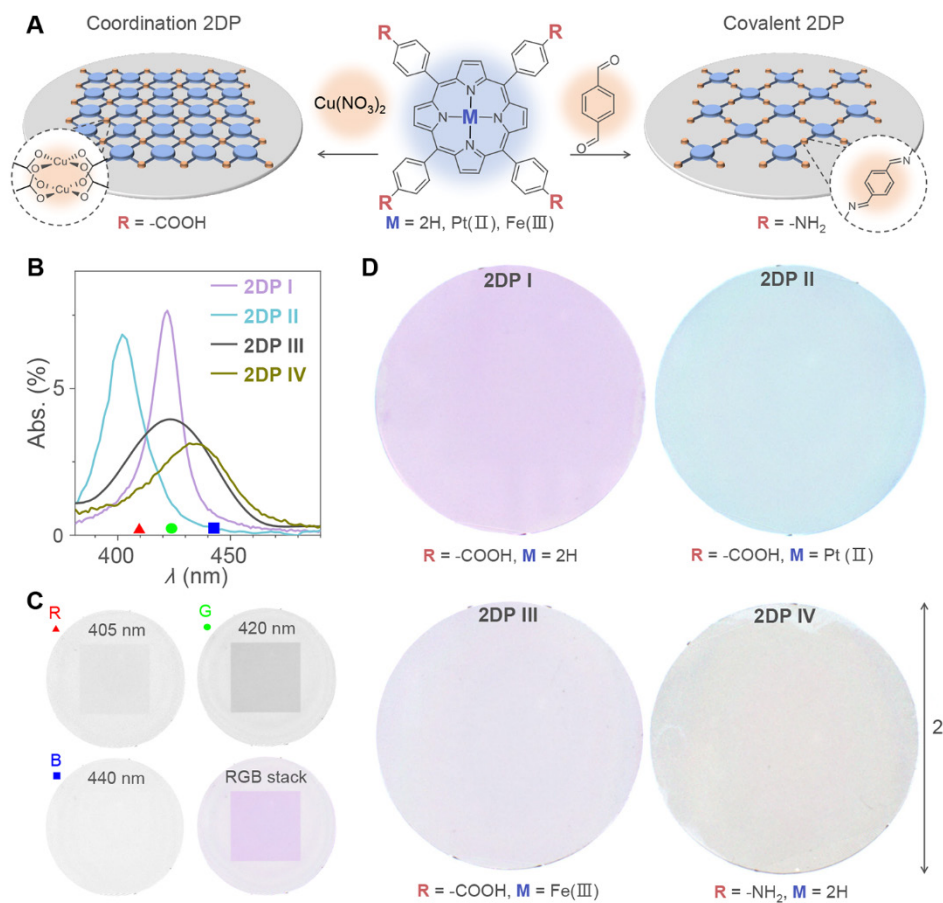 A
Coordination 2DP
Covalent 2DP
R
R
O
Cu(NO₃)₂
N
N
M
N
N
O
R
R
O Cu O
O O
O O
O Cu O
N
N
R = -COOH
M = 2H, Pt(II), Fe(III)
R = -NH₂
B
2DP I
2DP II
2DP III
2DP IV
Abs. (%)
5
0
400
450
λ (nm)
C
R
405 nm
G
420 nm
B
440 nm
RGB stack
D
2DP I
R = -COOH, M = 2H
2DP II
R = -COOH, M = Pt (II)
2DP III
R = -COOH, M = Fe(III)
2DP IV
R = -NH₂, M = 2H
2